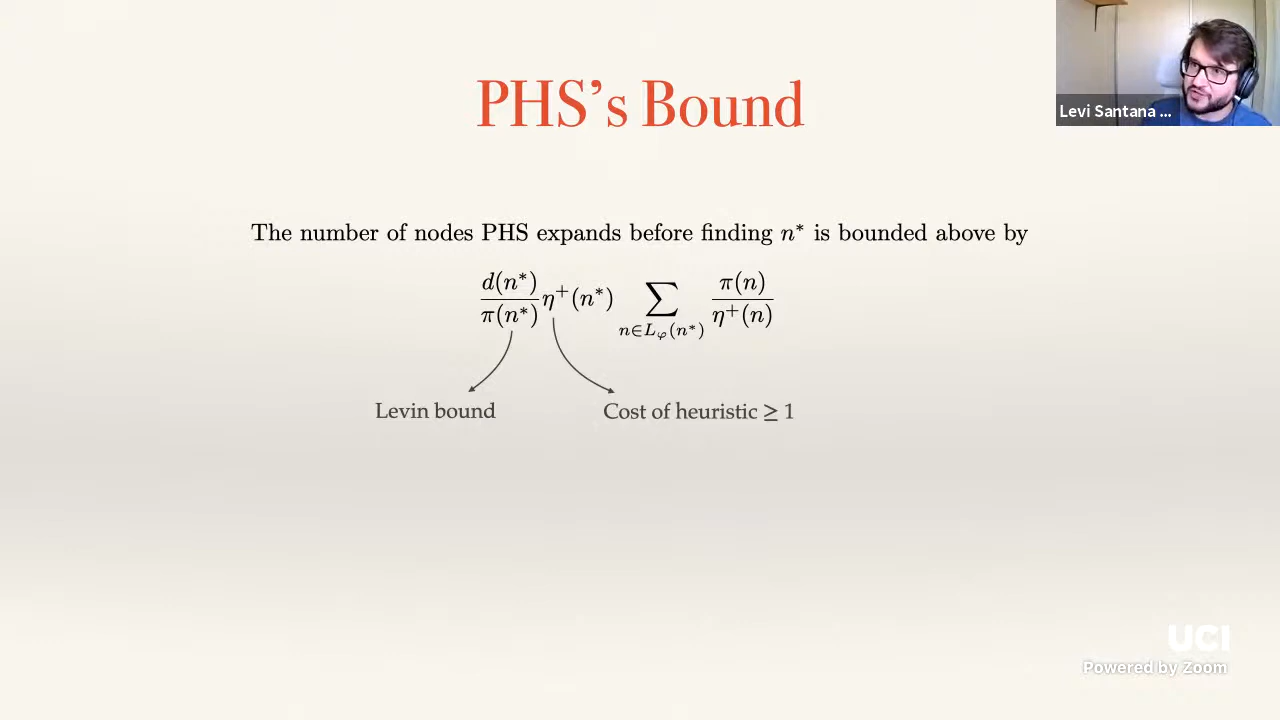 PHS’s Bound
Levi Santana ...
The number of nodes PHS expands before finding n* is bounded above by
d(n*)/π(n*) η⁺(n*) ∑_{n∈L_φ(n*)} π(n)/η⁺(n)
Levin bound
Cost of heuristic ≥ 1
UCI
Powered by Zoom